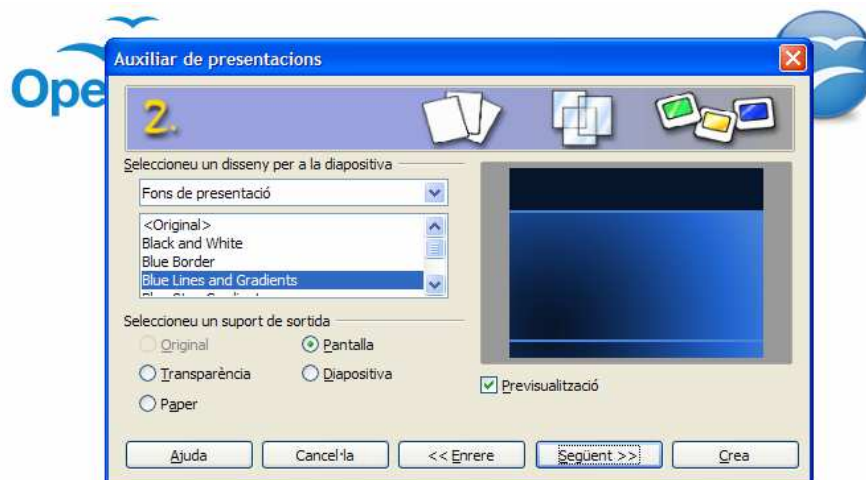 Ope
Auxiliar de presentacions
2.
Seleccioneu un disseny per a la diapositiva
Fons de presentació
<Original>
Black and White
Blue Border
Blue Lines and Gradients
Seleccioneu un suport de sortida
Original
Pantalla
Transparència
Diapositiva
Paper
Previsualització
Ajuda
Cancel·la
<< Enrere
Següent >>
Crea